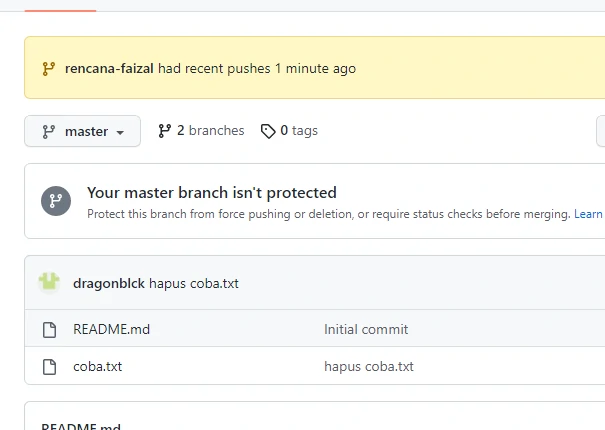 rencana-faizal had recent pushes 1 minute ago
master 2 branches 0 tags
Your master branch isn't protected
Protect this branch from force pushing or deletion, or require status checks before merging. Learn
dragonblck hapus coba.txt
README.md Initial commit
coba.txt hapus coba.txt
README.md